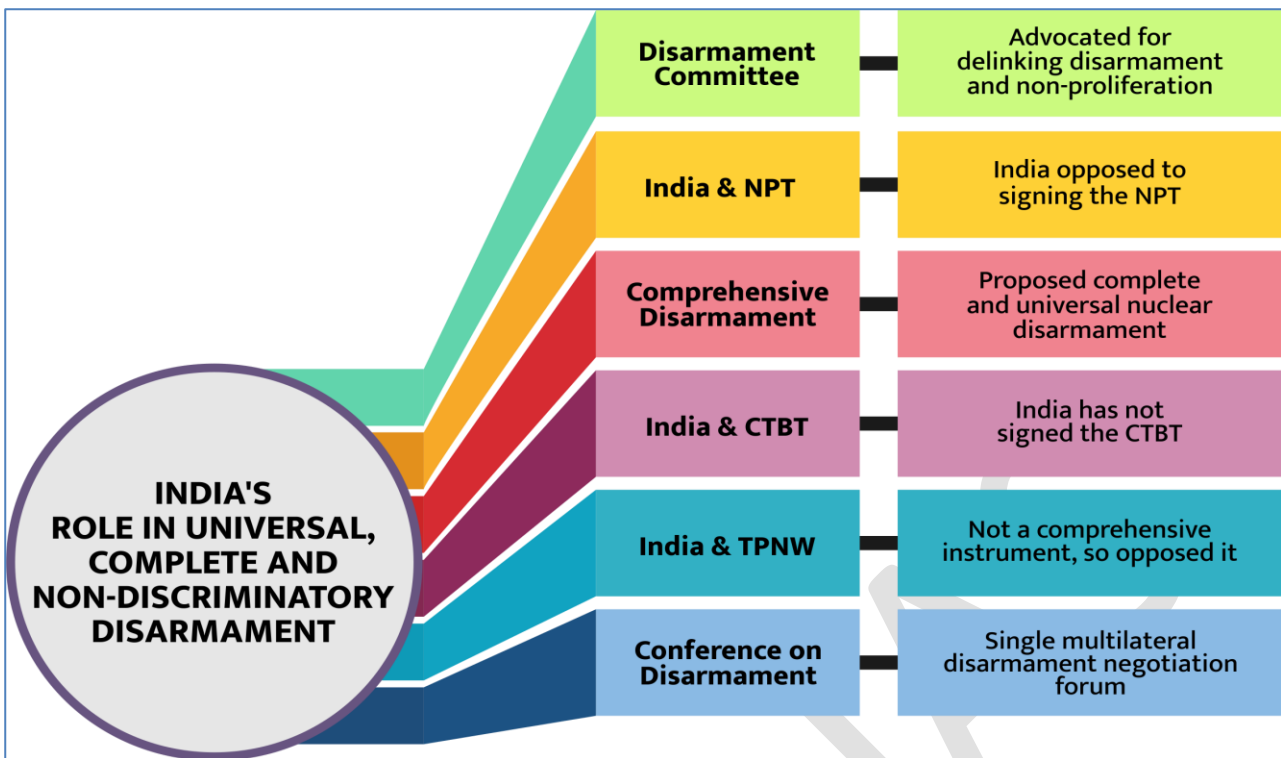 INDIA'S
ROLE IN UNIVERSAL,
COMPLETE AND
NON-DISCRIMINATORY
DISARMAMENT
Disarmament
Committee
Advocated for
delinking disarmament
and non-proliferation
India & NPT
India opposed to
signing the NPT
Comprehensive
Disarmament
Proposed complete
and universal nuclear
disarmament
India & CTBT
India has not
signed the CTBT
India & TPNW
Not a comprehensive
instrument, so opposed it
Conference on
Disarmament
Single multilateral
disarmament negotiation
forum